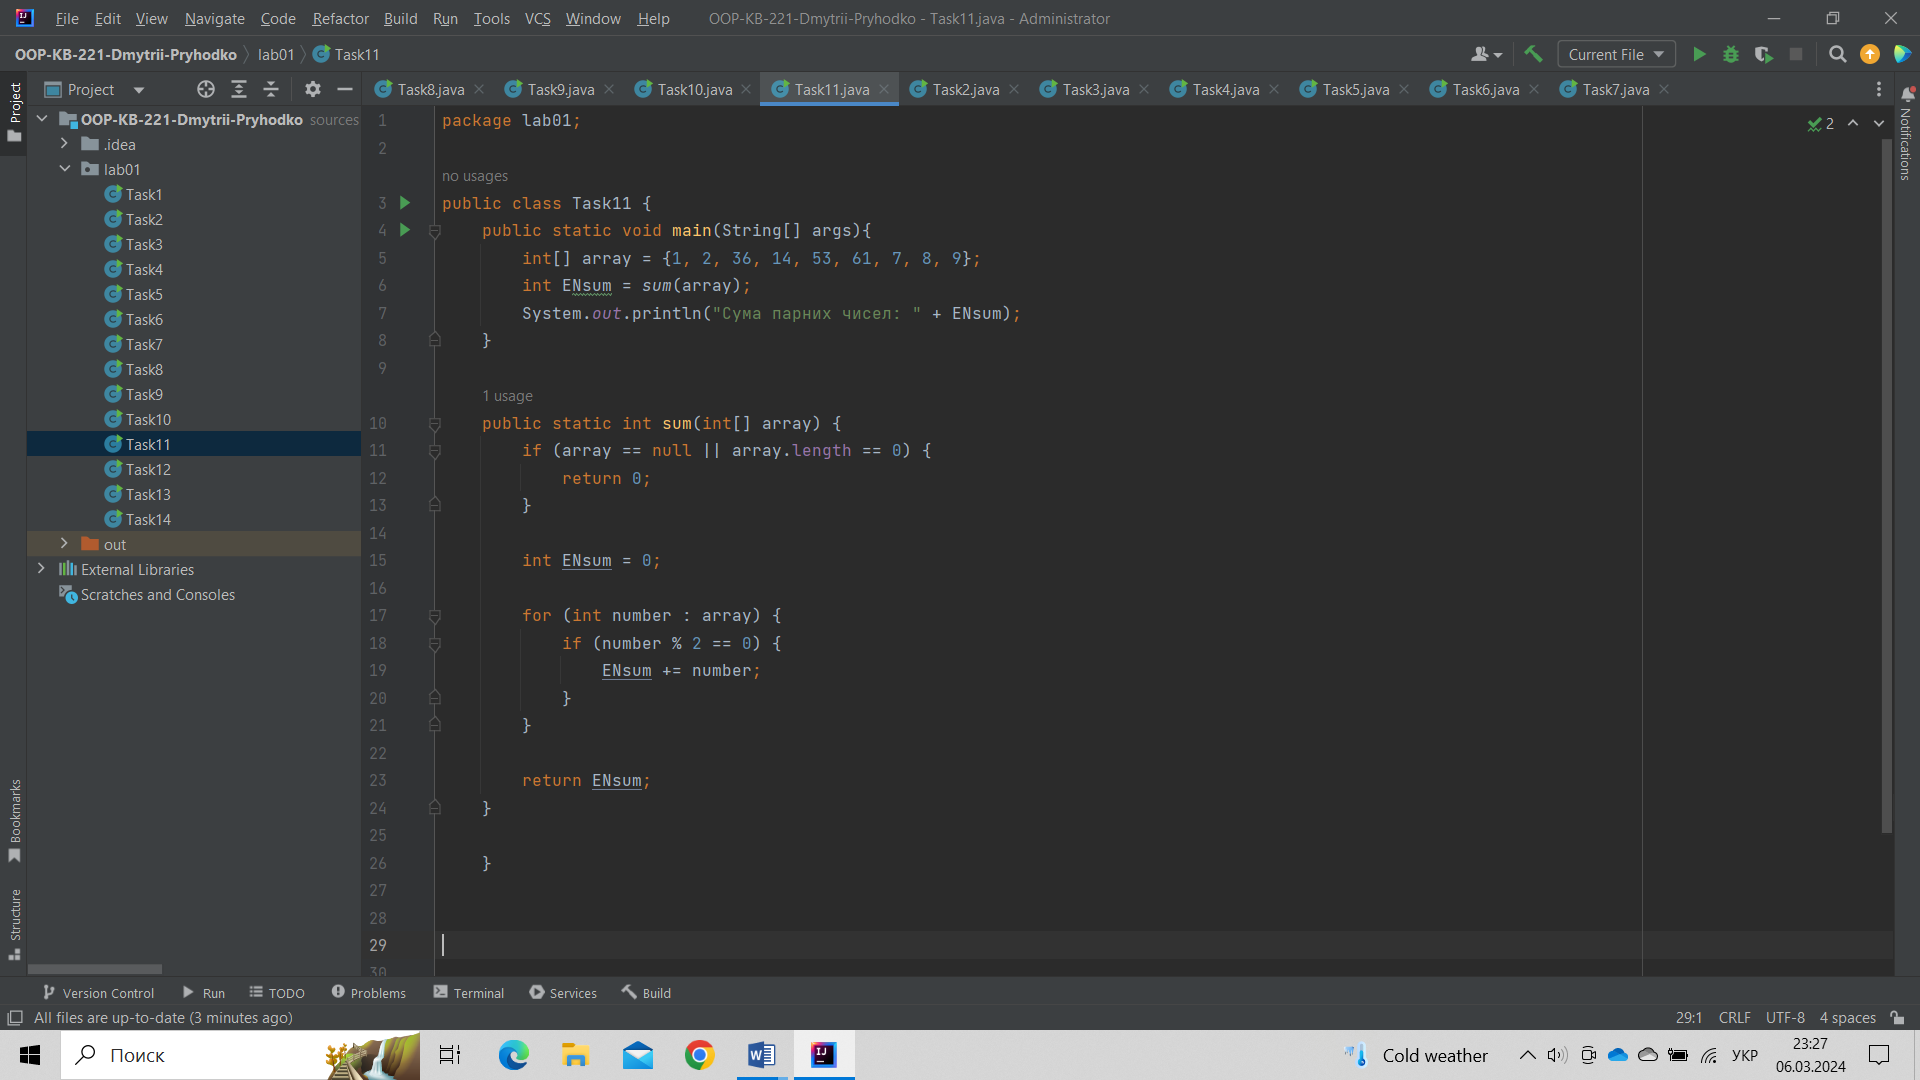 File Edit View Navigate Code Refactor Build Run Tools VCS Window Help OOP-KB-221-Dmytrii-Pryhodko - Task11.java - Administrator
OOP-KB-221-Dmytrii-Pryhodko lab01 Task11 Current File
Project Task8.java Task9.java Task10.java Task11.java Task2.java Task3.java Task4.java Task5.java Task6.java Task7.java
Project
Notifications
OOP-KB-221-Dmytrii-Pryhodko sources
.idea
lab01
Task1
Task2
Task3
Task4
Task5
Task6
Task7
Task8
Task9
Task10
Task11
Task12
Task13
Task14
out
External Libraries
Scratches and Consoles
Bookmarks
Structure
2
1 package lab01;
2
no usages
3 public class Task11 {
4 public static void main(String[] args){
5 int[] array = {1, 2, 36, 14, 53, 61, 7, 8, 9};
6 int ENsum = sum(array);
7 System.out.println("Сума парних чисел: " + ENsum);
8 }
9
1 usage
10 public static int sum(int[] array) {
11 if (array == null || array.length == 0) {
12 return 0;
13 }
14
15 int ENsum = 0;
16
17 for (int number : array) {
18 if (number % 2 == 0) {
19 ENsum += number;
20 }
21 }
22
23 return ENsum;
24 }
25
26 }
27
28
29
30
Version Control Run TODO Problems Terminal Services Build
All files are up-to-date (3 minutes ago) 29:1 CRLF UTF-8 4 spaces
Поиск Cold weather УКР 23:27
06.03.2024